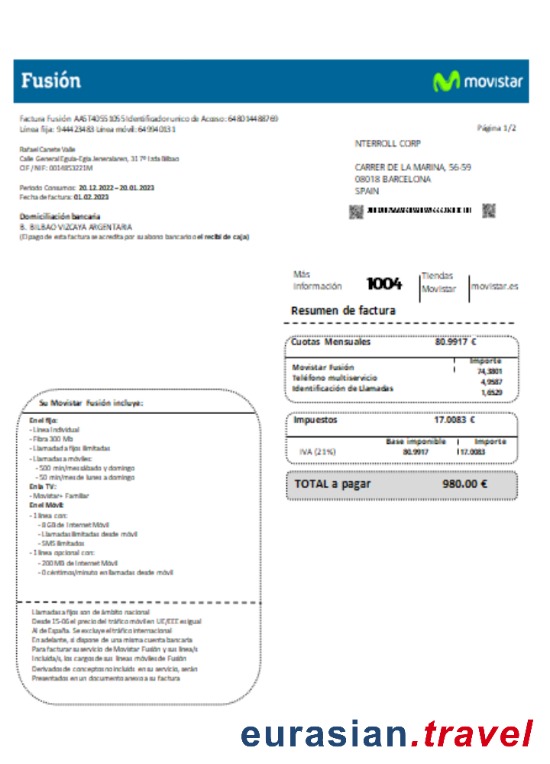 Fusión
movistar
Factura Fusión AA5T40551055 Identificador unico de Acceso: 648014488769
Línea fija: 944423483 Línea móvil: 649940131
Página 1/2
NTERROLL CORP
Rafael Canete Valle
Calle General Eguía-Egia Jeneralaren, 31 7º Izda Bilbao
CIF/NIF: 0014853221M
CARRER DE LA MARINA, 56-59
08018 BARCELONA
SPAIN
Periodo Consumos: 20.12.2022 – 20.01.2023
Fecha de factura: 01.02.2023
Domiciliación bancaria
B. BILBAO VIZCAYA ARGENTARIA
(El pago de esta factura se acredita por su abono bancario o el recibí de caja)
Más
Información
1004
Tiendas
Movistar
movistar.es
Resumen de factura
Cuotas Mensuales 80.9917 €
Importe
Movistar Fusión 74,3801
Teléfono multiservicio 4,9587
Identificación de Llamadas 1,6529
Impuestos 17.0083 €
Base imponible Importe
IVA (21%) 80.9917 17.0083
TOTAL a pagar 980.00 €
Su Movistar Fusión incluye:
En el fijo:
- Línea Individual
- Fibra 300 Mb
- Llamadas a fijos ilimitadas
- Llamadas a móviles:
- 500 min/mes sábado y domingo
- 50 min/mes de lunes a domingo
En la TV:
- Movistar+ Familiar
En el Móvil:
- 1 línea con:
- 8 GB de Internet Móvil
- Llamadas ilimitadas desde móvil
- SMS ilimitados
- 1 línea opcional con:
- 200 MB de Internet Móvil
- 0 céntimos/minuto en llamadas desde móvil
Llamadas a fijos son de ámbito nacional
Desde 15-06 el precio del tráfico móvil en UE/EEE es igual
Al de España. Se excluye el tráfico internacional
En adelante, si dispone de una misma cuenta bancaria
Para facturar su servicio de Movistar Fusión y sus línea/s
Incluida/s, los cargos de sus líneas móviles de Fusión
Derivados de conceptos no incluids en su servicio, serán
Presentados en un documento anexo a su factura
eurasian.travel